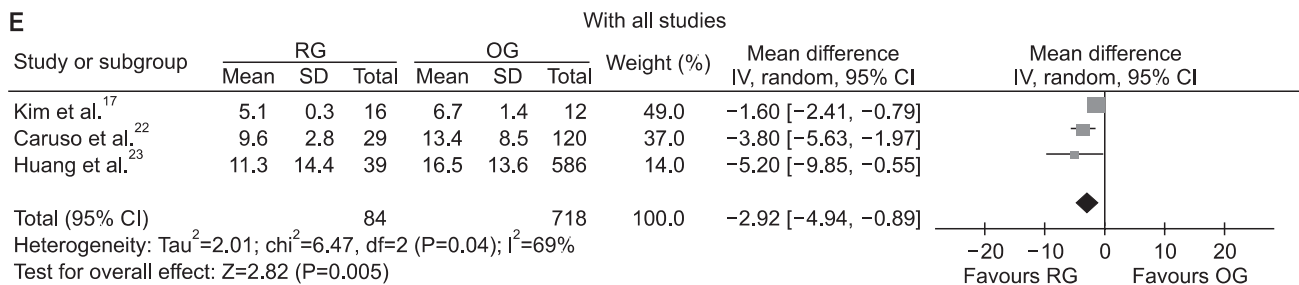 E
With all studies
Study or subgroup RG OG Weight (%) Mean difference Mean difference
Mean SD Total Mean SD Total IV, random, 95% CI IV, random, 95% CI
Kim et al.17 5.1 0.3 16 6.7 1.4 12 49.0 −1.60 [−2.41, −0.79]
Caruso et al.22 9.6 2.8 29 13.4 8.5 120 37.0 −3.80 [−5.63, −1.97]
Huang et al.23 11.3 14.4 39 16.5 13.6 586 14.0 −5.20 [−9.85, −0.55]
Total (95% CI) 84 718 100.0 −2.92 [−4.94, −0.89]
Heterogeneity: Tau2=2.01; chi2=6.47, df=2 (P=0.04); I2=69%
Test for overall effect: Z=2.82 (P=0.005)
−20 −10 0 10 20
Favours RG Favours OG